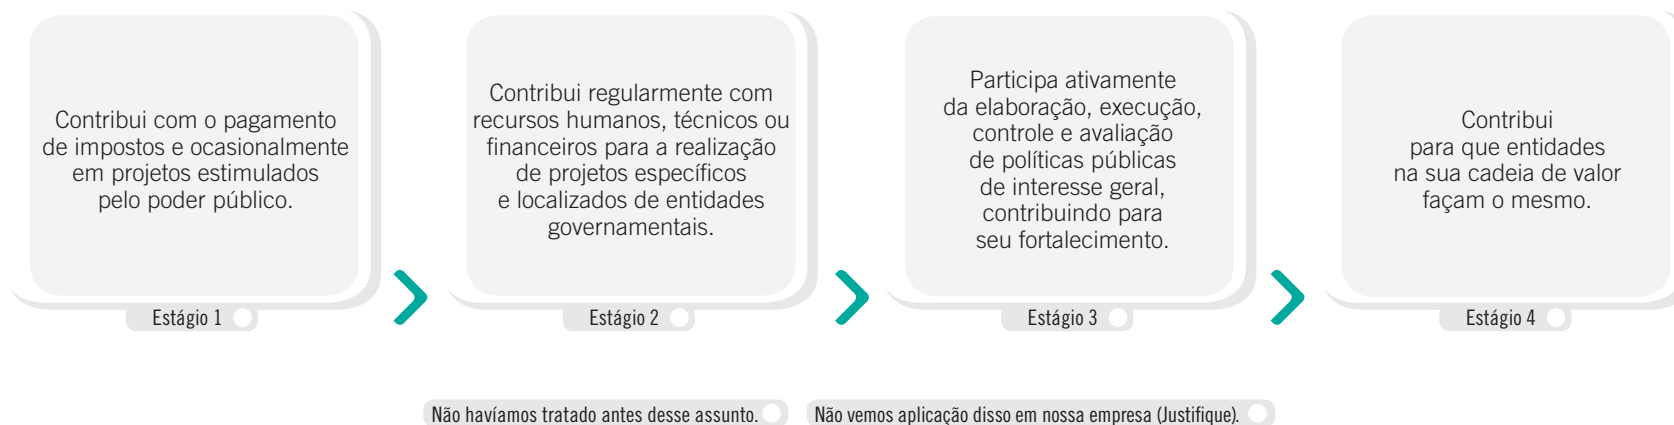 Contribui com o pagamento
de impostos e ocasionalmente
em projetos estimulados
pelo poder público.
Estágio 1
Contribui regularmente com
recursos humanos, técnicos ou
financeiros para a realização
de projetos específicos
e localizados de entidades
governamentais.
Estágio 2
Participa ativamente
da elaboração, execução,
controle e avaliação
de políticas públicas
de interesse geral,
contribuindo para
seu fortalecimento.
Estágio 3
Contribui
para que entidades
na sua cadeia de valor
façam o mesmo.
Estágio 4
Não havíamos tratado antes desse assunto.
Não vemos aplicação disso em nossa empresa (Justifique).